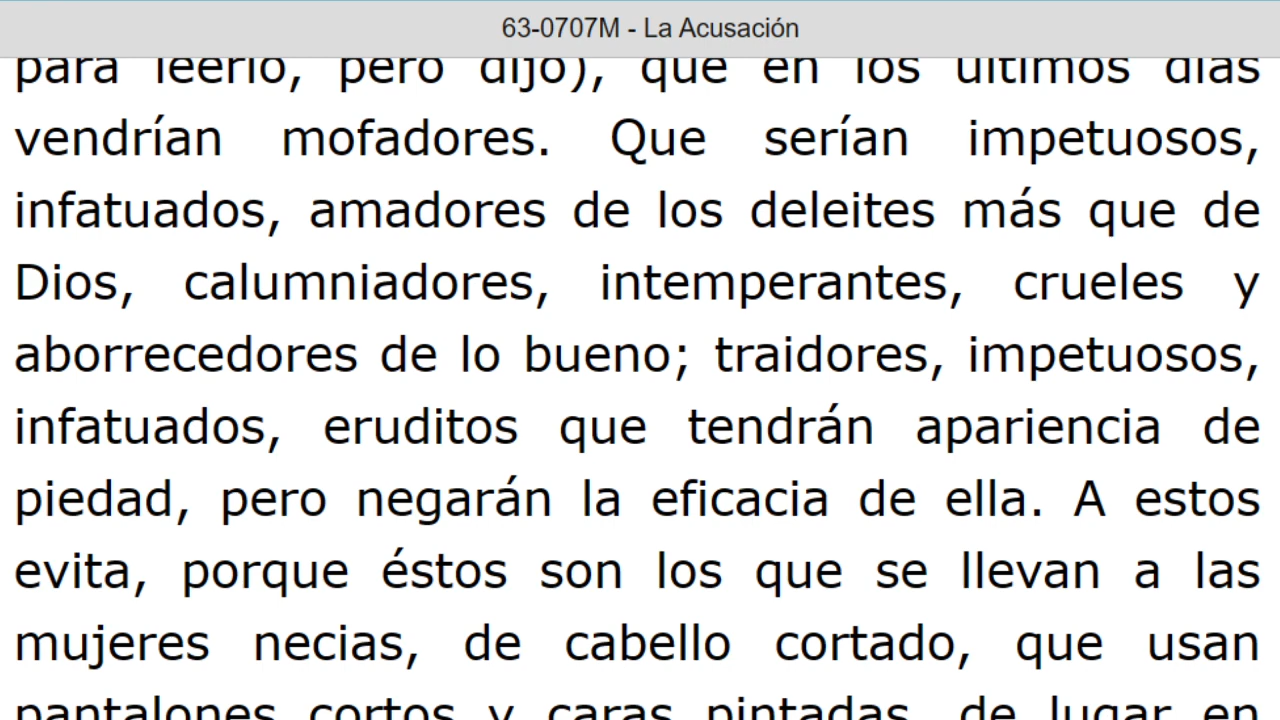 63-0707M - La Acusación
para leerlo, pero dijo), que en los últimos días
vendrían mofadores. Que serían impetuosos,
infatuados, amadores de los deleites más que de
Dios, calumniadores, intemperantes, crueles y
aborrecedores de lo bueno; traidores, impetuosos,
infatuados, eruditos que tendrán apariencia de
piedad, pero negarán la eficacia de ella. A estos
evita, porque éstos son los que se llevan a las
mujeres necias, de cabello cortado, que usan
pantalones cortos y caras pintadas, de lugar en